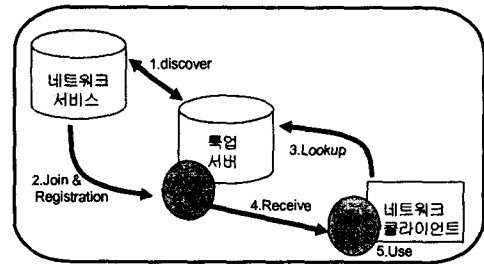 네트워크
서비스
1.discover
룩업
서버
3.Lookup
2.Join &
Registration
4.Receive
네트워크
클라이언트
5.Use